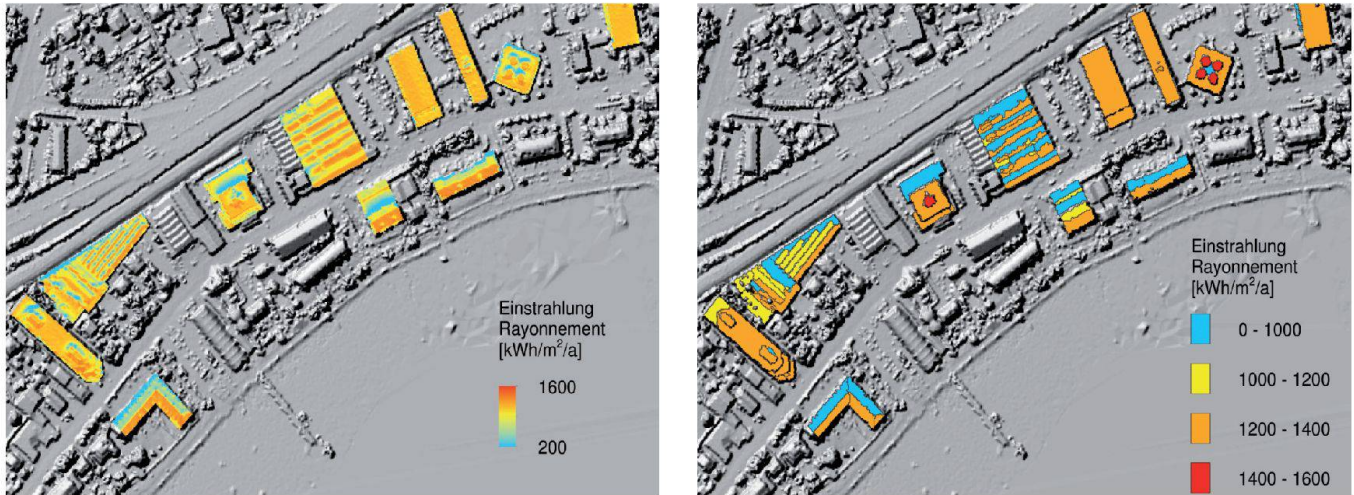 Einstrahlung
Rayonnement
[kWh/m²/a]
1600
200
Einstrahlung
Rayonnement
[kWh/m²/a]
0 - 1000
1000 - 1200
1200 - 1400
1400 - 1600